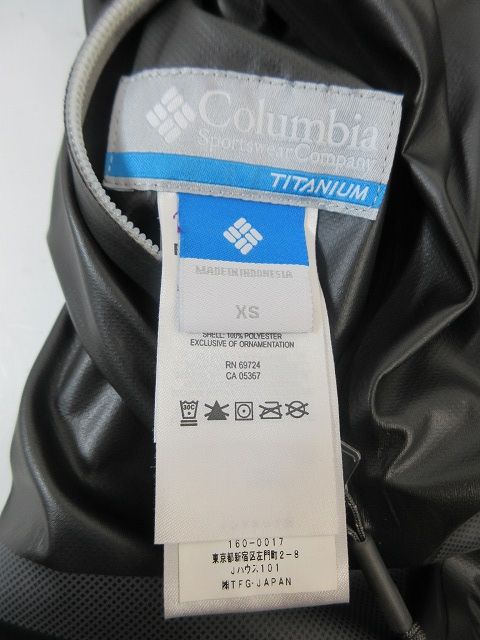 Columbia
Sportswear Company
TITANIUM
MADE IN INDONESIA
XS
SHELL: 100% POLYESTER
EXCLUSIVE OF ORNAMENTATION
RN 69724
CA 05367
30C
160-0017
東京都新宿区左門町2-8
Jハウス101
㈱TFG-JAPAN